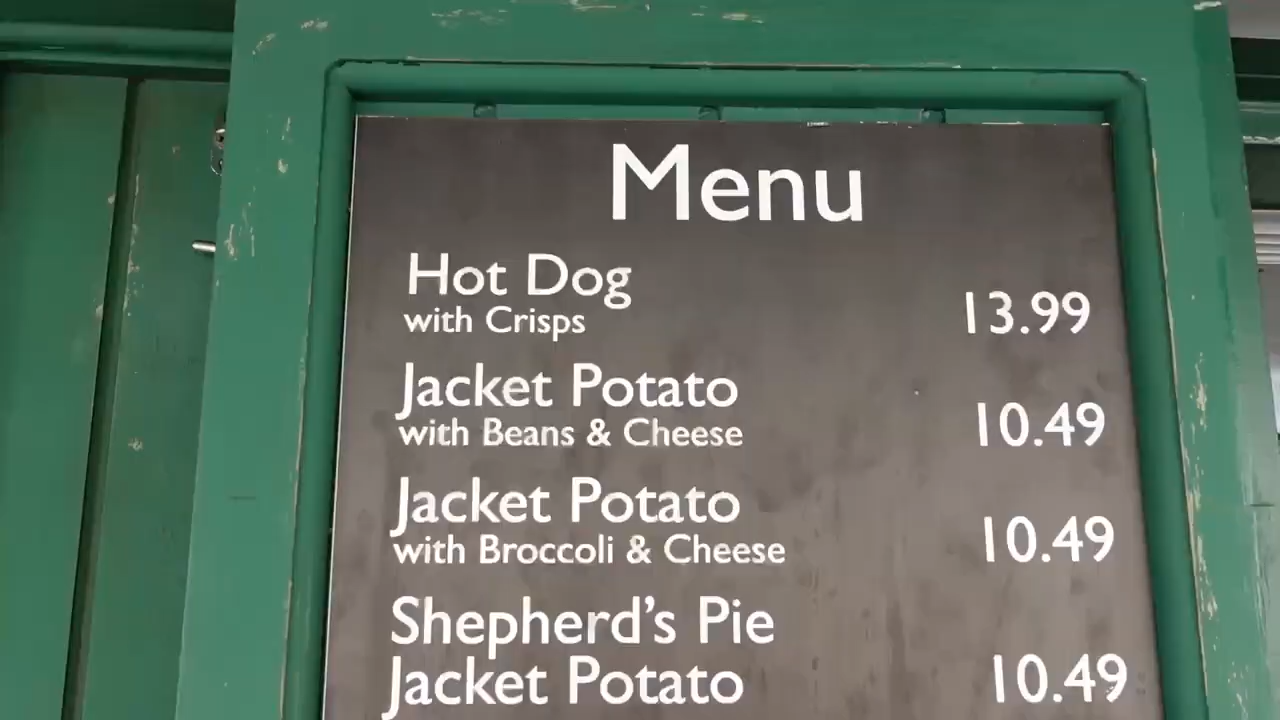 Menu
Hot Dog
with Crisps 13.99
Jacket Potato
with Beans & Cheese 10.49
Jacket Potato
with Broccoli & Cheese 10.49
Shepherd’s Pie
Jacket Potato 10.49